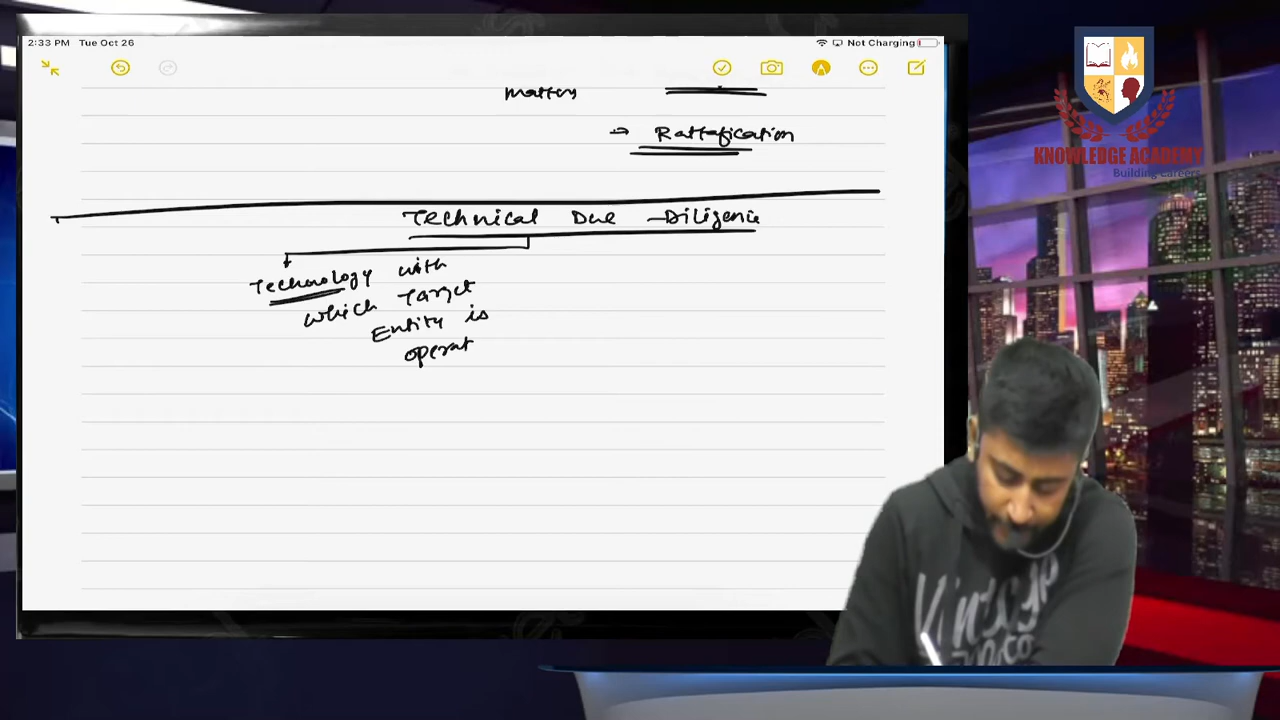 2:33 PM Tue Oct 26
Not Charging
matters
→ Rattafication
Technical Due Diligence
Technology with
which Target
Entity is
operat
KNOWLEDGE ACADEMY
Building Careers